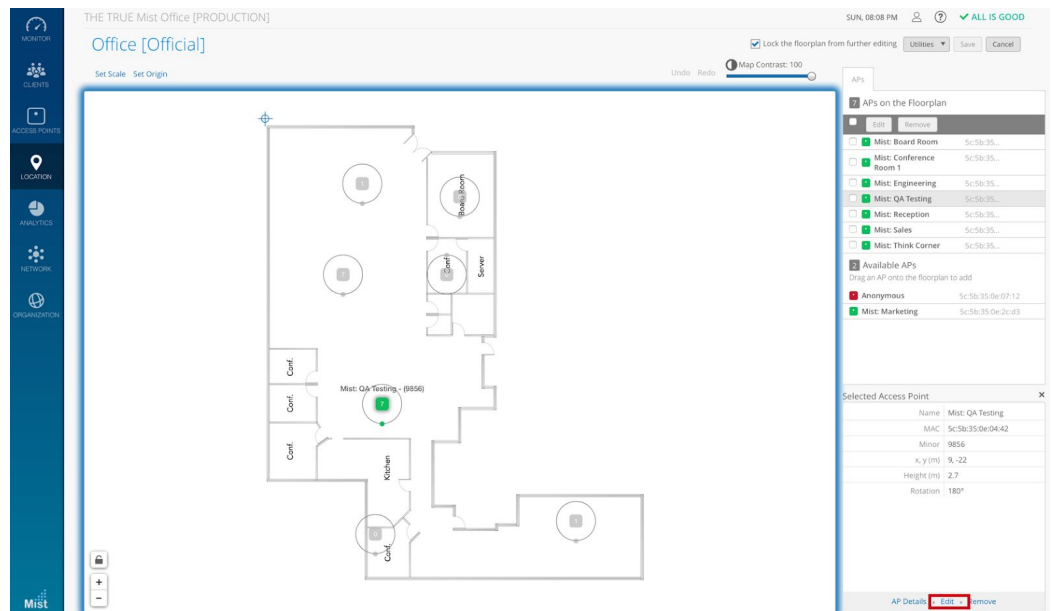 THE TRUE Mist Office [PRODUCTION]
SUN, 08:08 PM
?
ALL IS GOOD
MONITOR
CLIENTS
ACCESS POINTS
LOCATION
ANALYTICS
NETWORK
ORGANIZATION
Mist
Office [Official]
Lock the floorplan from further editing
Utilities
Save
Cancel
Set Scale
Set Origin
Undo
Redo
Map Contrast: 100
1
Board Room
7
Conf.
Server
Conf.
Conf.
Conf.
Mist: QA Testing - (9856)
7
Kitchen
0
Conf.
1
+
-
APs
7 APs on the Floorplan
Edit
Remove
Mist: Board Room 5c:5b:35...
Mist: Conference Room 1 5c:5b:35...
Mist: Engineering 5c:5b:35...
Mist: QA Testing 5c:5b:35...
Mist: Reception 5c:5b:35...
Mist: Sales 5c:5b:35...
Mist: Think Corner 5c:5b:35...
2 Available APs
Drag an AP onto the floorplan to add
Anonymous 5c:5b:35:0e:07:12
Mist: Marketing 5c:5b:35:0e:2c:d3
Selected Access Point ×
Name Mist: QA Testing
MAC 5c:5b:35:0e:04:42
Minor 9856
x, y (m) 9, -22
Height (m) 2.7
Rotation 180°
AP Details
Edit
Remove